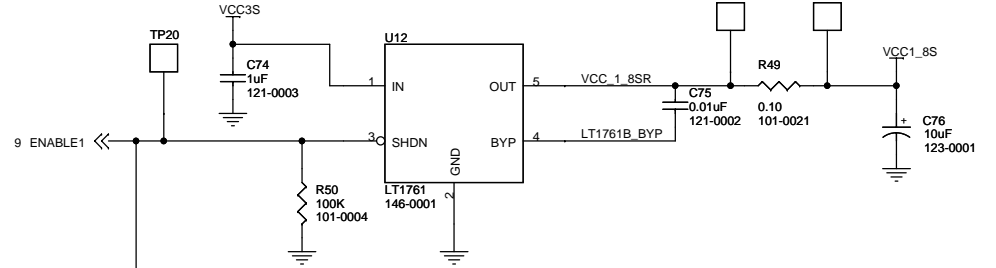 VCC3S
TP20
C74
1uF
121-0003
U12
1
IN
OUT
5
VCC_1_8SR
C75
0.01uF
121-0002
R49
0.10
101-0021
VCC1_8S
+
C76
10uF
123-0001
9 ENABLE1
3
SHDN
BYP
4
LT1761B_BYP
GND
2
LT1761
146-0001
R50
100K
101-0004